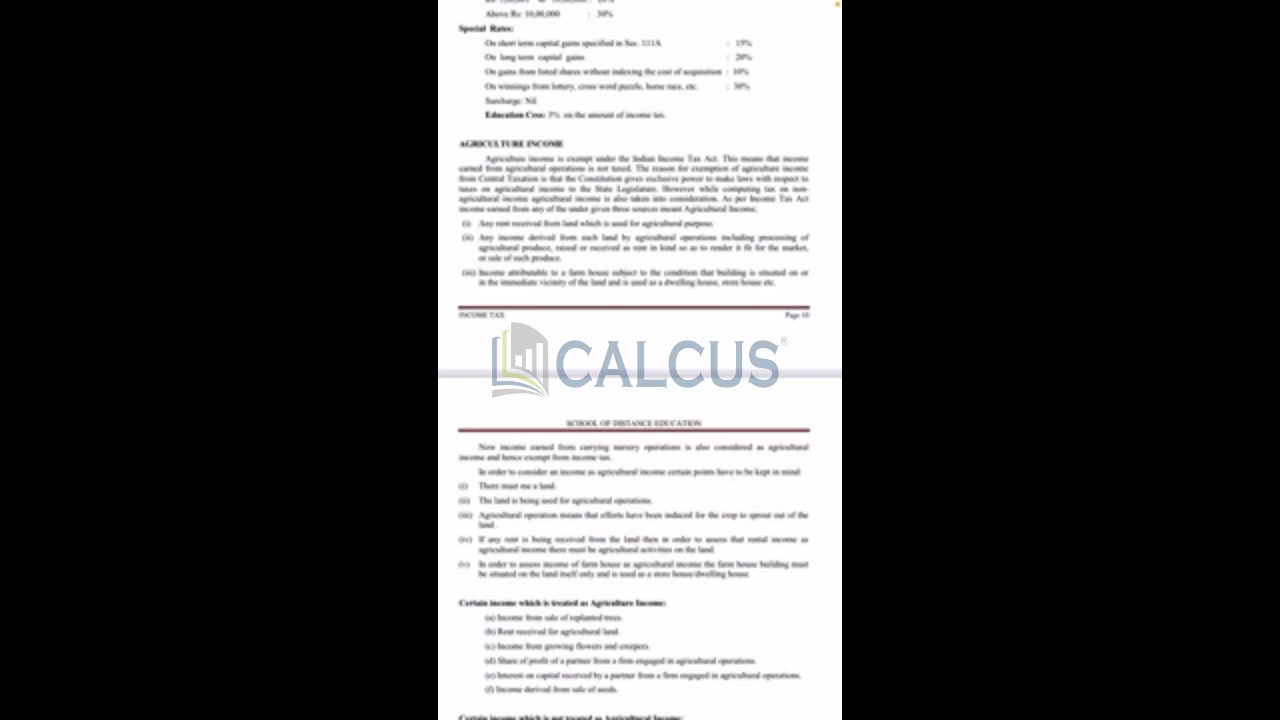 Above Rs: 10,00,000 : 30%
Special Rates:
On short term capital gains specified in Sec. 111A : 15%
On long term capital gains : 20%
On gains from listed shares without indexing the cost of acquisition : 10%
On winnings from lottery, cross word puzzle, horse race, etc. : 30%
Surcharge: Nil
Education Cess: 3% on the amount of income tax.
AGRICULTURE INCOME
Agriculture income is exempt under the Indian Income Tax Act. This means that income
earned from agricultural operations is not taxed. The reason for exemption of agriculture income
from Central Taxation is that the Constitution gives exclusive power to make laws with respect to
taxes on agricultural income to the State Legislature. However while computing tax on non-
agricultural income agricultural income is also taken into consideration. As per Income Tax Act
income earned from any of the under given three sources meant Agricultural Income;
(i) Any rent received from land which is used for agricultural purpose.
(ii) Any income derived from such land by agricultural operations including processing of
agricultural produce, raised or received as rent in kind so as to render it fit for the market,
or sale of such produce.
(iii) Income attributable to a farm house subject to the condition that building is situated on or
in the immediate vicinity of the land and is used as a dwelling house, store house etc.
INCOME TAX Page 10
CALCUS®
SCHOOL OF DISTANCE EDUCATION
Now income earned from carrying nursery operations is also considered as agricultural
income and hence exempt from income tax.
In order to consider an income as agricultural income certain points have to be kept in mind:
(i) There must me a land.
(ii) The land is being used for agricultural operations.
(iii) Agricultural operation means that efforts have been induced for the crop to sprout out of the
land .
(iv) If any rent is being received from the land then in order to assess that rental income as
agricultural income there must be agricultural activities on the land.
(v) In order to assess income of farm house as agricultural income the farm house building must
be situated on the land itself only and is used as a store house/dwelling house.
Certain income which is treated as Agriculture Income:
(a) Income from sale of replanted trees.
(b) Rent received for agricultural land.
(c) Income from growing flowers and creepers.
(d) Share of profit of a partner from a firm engaged in agricultural operations.
(e) Interest on capital received by a partner from a firm engaged in agricultural operations.
(f) Income derived from sale of seeds.
Certain income which is not treated as Agricultural Income: